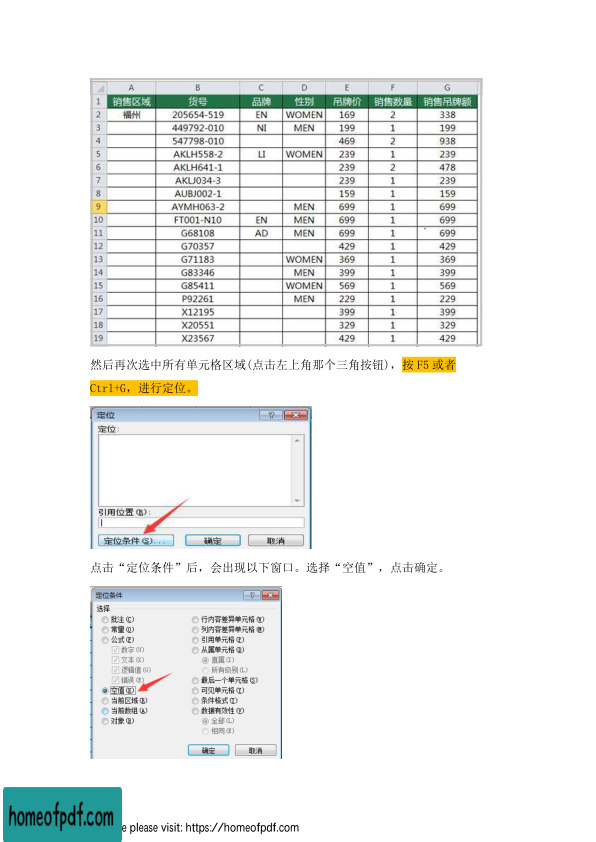 A B C D E F G
1 销售区域 货号 品牌 性别 吊牌价 销售数量 销售吊牌额
2 福州 205654-519 EN WOMEN 169 2 338
3 449792-010 NI MEN 199 1 199
4 547798-010 469 2 938
5 AKLH558-2 LI WOMEN 239 1 239
6 AKLH641-1 239 2 478
7 AKLJ034-3 239 1 239
8 AUBJ002-1 159 1 159
9 AYMH063-2 MEN 699 1 699
10 FT001-N10 EN MEN 699 1 699
11 G68108 AD MEN 699 1 699
12 G70357 429 1 429
13 G71183 WOMEN 369 1 369
14 G83346 MEN 399 1 399
15 G85411 WOMEN 569 1 569
16 P92261 MEN 229 1 229
17 X12195 399 1 399
18 X20551 329 1 329
19 X23567 429 1 429
然后再次选中所有单元格区域(点击左上角那个三角按钮)，按 F5 或者
Ctrl+G，进行定位。
定位
定位:
引用位置(R):
定位条件(S)... 确定 取消
点击“定位条件”后，会出现以下窗口。选择“空值”，点击确定。
定位条件
选择
批注(C) 行内容差异单元格(W)
常量(O) 列内容差异单元格(M)
公式(F) 引用单元格(P)
数字(U) 从属单元格(D)
文本(X) 直属(I)
逻辑值(G) 所有级别(L)
错误(E) 最后一个单元格(S)
空值(K) 可见单元格(Y)
当前区域(R) 条件格式(T)
当前数组(A) 数据有效性(V)
对象(B) 全部(L)
相同(E)
确定 取消
homeofpdf.com
e please visit: https://homeofpdf.com